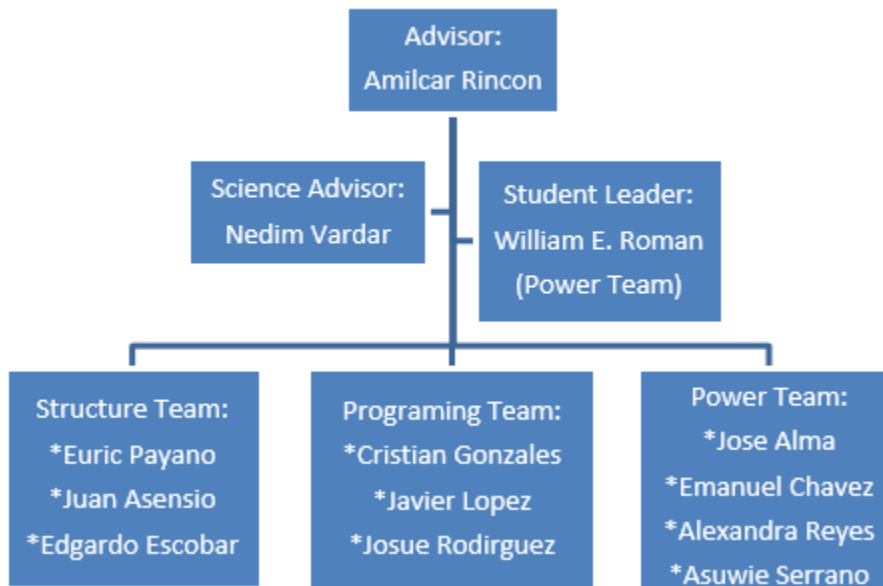 Advisor:
Amilcar Rincon
Science Advisor:
Nedim Vardar
Student Leader:
William E. Roman
(Power Team)
Structure Team:
*Euric Payano
*Juan Asensio
*Edgardo Escobar
Programing Team:
*Cristian Gonzales
*Javier Lopez
*Josue Rodirguez
Power Team:
*Jose Alma
*Emanuel Chavez
*Alexandra Reyes
*Asuwie Serrano